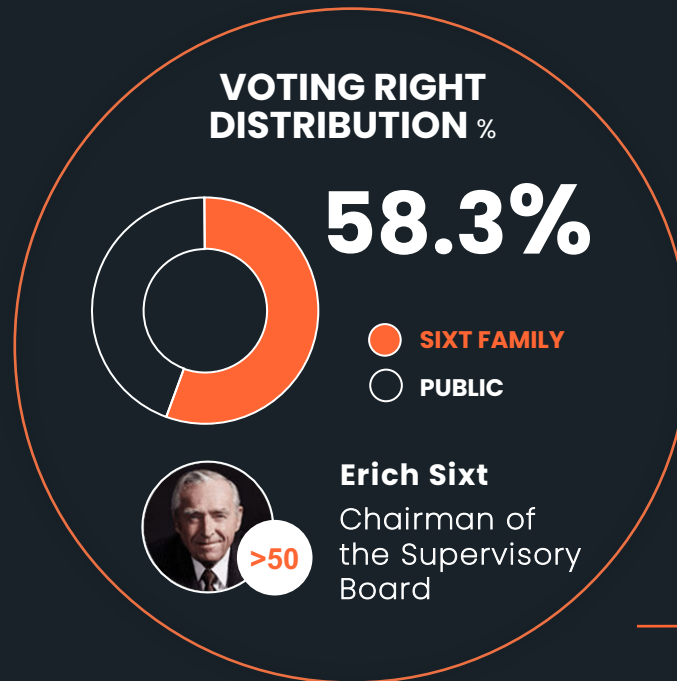 VOTING RIGHT
DISTRIBUTION %
58.3%
SIXT FAMILY
PUBLIC
>50
Erich Sixt
Chairman of
the Supervisory
Board